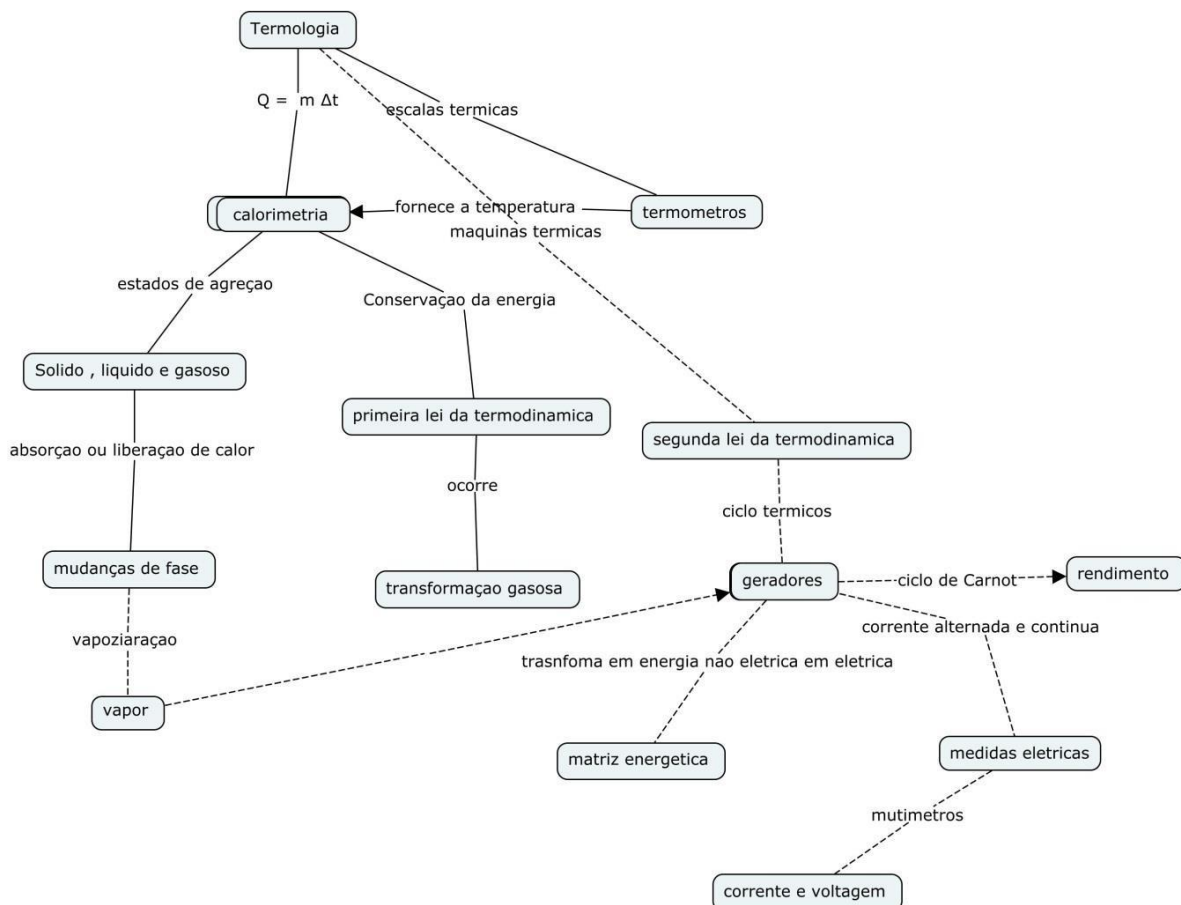 Termologia
Q =  m Δt
escalas termicas
calorimetria
fornece a temperatura
termometros
maquinas termicas
estados de agreçao
Conservaçao da energia
Solido , liquido e gasoso
primeira lei da termodinamica
segunda lei da termodinamica
absorçao ou liberaçao de calor
ocorre
ciclo termicos
mudanças de fase
transformaçao gasosa
geradores
ciclo de Carnot
rendimento
vapoziaraçao
corrente alternada e continua
trasnfoma em energia nao eletrica em eletrica
vapor
matriz energetica
medidas eletricas
mutimetros
corrente e voltagem